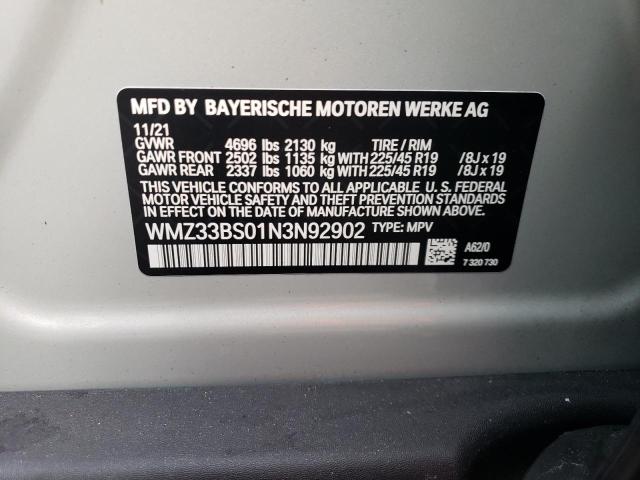 MFD BY BAYERISCHE MOTOREN WERKE AG
11/21
GVWR 4696 lbs 2130 kg TIRE / RIM
GAWR FRONT 2502 lbs 1135 kg WITH 225/45 R19 /8J x 19
GAWR REAR 2337 lbs 1060 kg WITH 225/45 R19 /8J x 19
THIS VEHICLE CONFORMS TO ALL APPLICABLE U. S. FEDERAL
MOTOR VEHICLE SAFETY AND THEFT PREVENTION STANDARDS
IN EFFECT ON THE DATE OF MANUFACTURE SHOWN ABOVE.
WMZ33BS01N3N92902 TYPE: MPV
A62/0
7 320 730